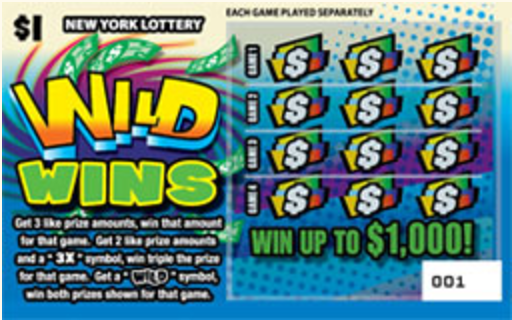 $1
NEW YORK LOTTERY
WILD
WINS
Get 3 like prize amounts, win that amount
for that game. Get 2 like prize amounts
and a "3X" symbol, win triple the prize
for that game. Get a "WILD" symbol,
win both prizes shown for that game.
EACH GAME PLAYED SEPARATELY
GAME 1 $ $ $
GAME 2 $ $ $
GAME 3 $ $ $
GAME 4 $ $ $
WIN UP TO $1,000!
001